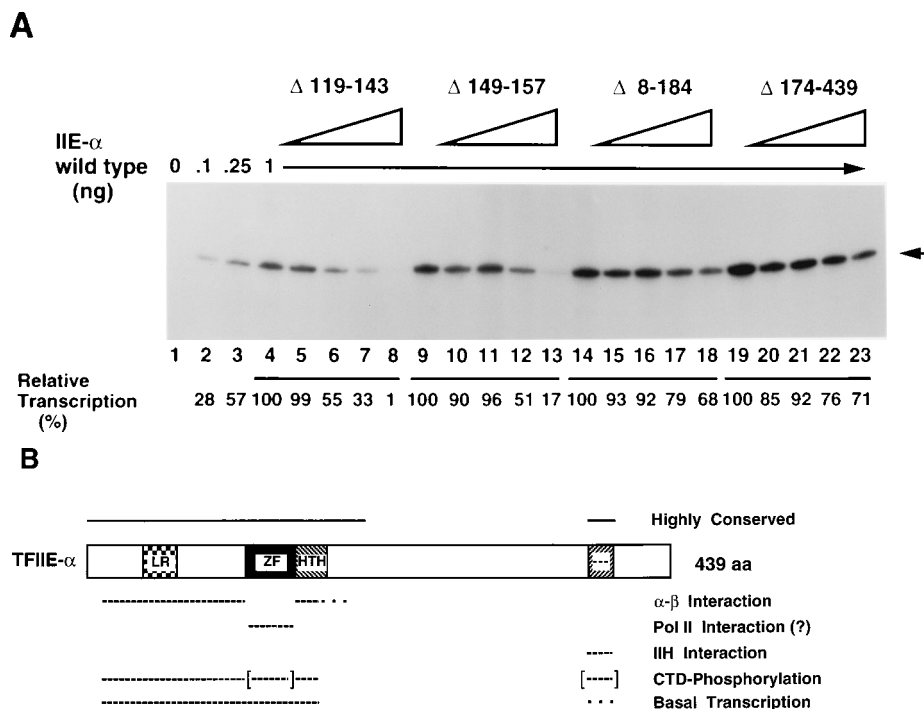 A
Δ 119-143 Δ 149-157 Δ 8-184 Δ 174-439
IIE-α
wild type 0 .1 .25 1
(ng)
1 2 3 4 5 6 7 8 9 10 11 12 13 14 15 16 17 18 19 20 21 22 23
Relative
Transcription 28 57 100 99 55 33 1 100 90 96 51 17 100 93 92 79 68 100 85 92 76 71
(%)
B
Highly Conserved
TFIIE-α LR ZF HTH 439 aa
α-β Interaction
Pol II Interaction (?)
IIH Interaction
[ ] [ ] CTD-Phosphorylation
Basal Transcription